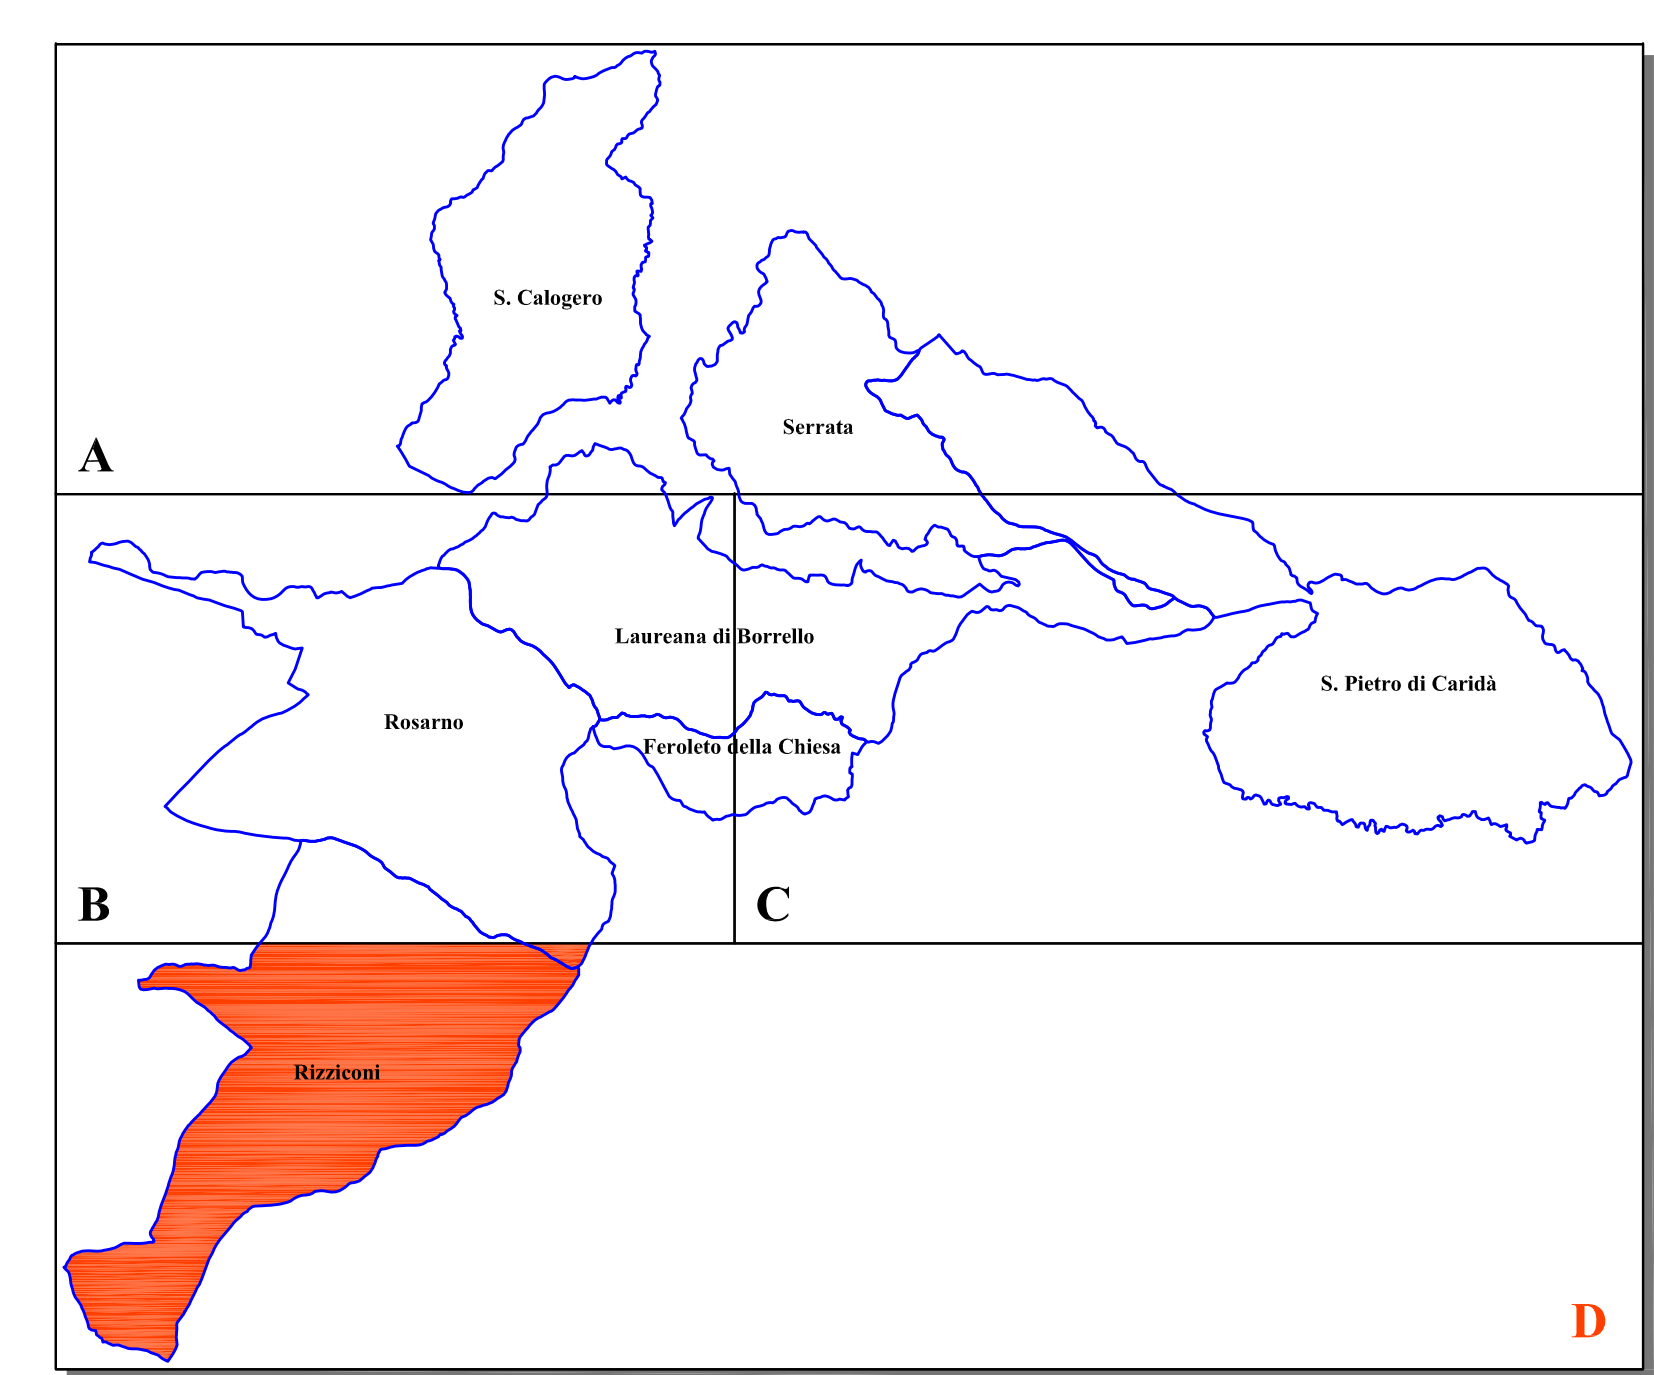 S. Calogero
Serrata
A
Laureana di Borrello
S. Pietro di Caridà
Rosarno
Feroleto della Chiesa
B
C
Rizziconi
D